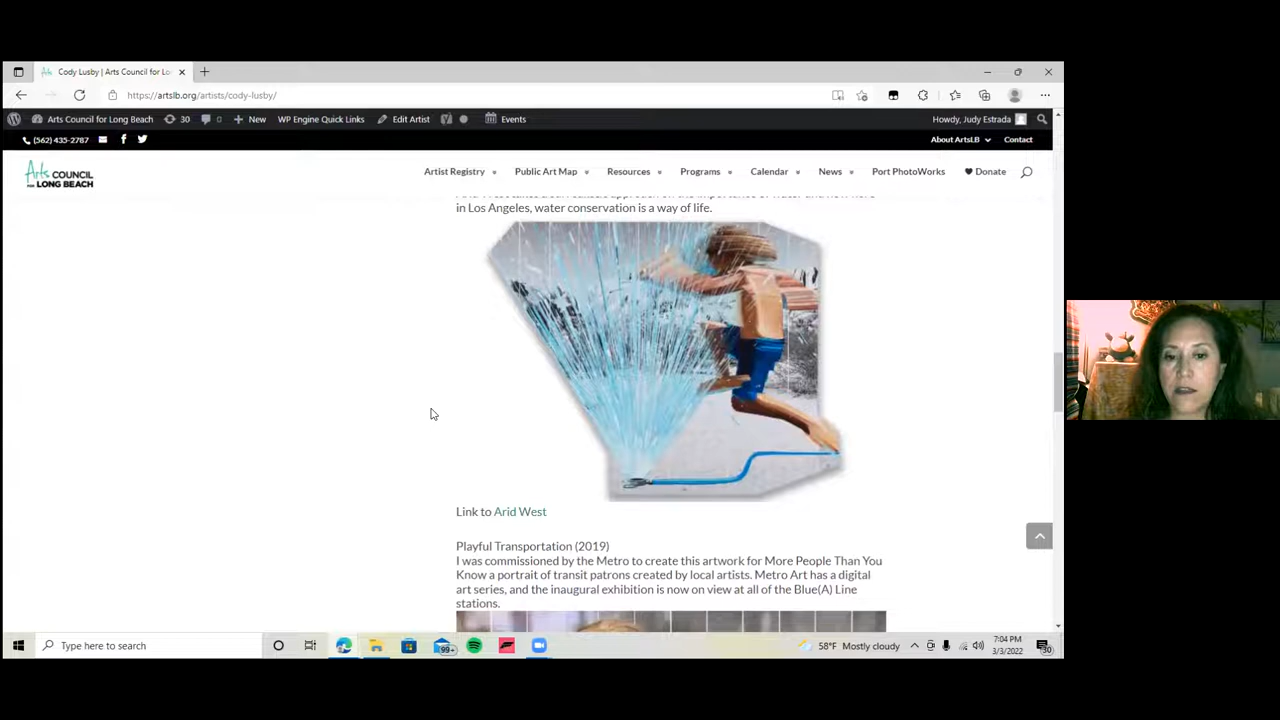 Cody Lusby | Arts Council for Lo
https://artslb.org/artists/cody-lusby/
Arts Council for Long Beach 30 0 New WP Engine Quick Links Edit Artist Events Howdy, Judy Estrada
(562) 435-2787 About ArtsLB Contact
Arts COUNCIL
FOR LONG BEACH
Artist Registry Public Art Map Resources Programs Calendar News Port PhotoWorks Donate
in Los Angeles, water conservation is a way of life.
Link to Arid West
Playful Transportation (2019)
I was commissioned by the Metro to create this artwork for More People Than You
Know a portrait of transit patrons created by local artists. Metro Art has a digital
art series, and the inaugural exhibition is now on view at all of the Blue(A) Line
stations.
Type here to search 99+ 58°F Mostly cloudy 7:04 PM
3/3/2022 30